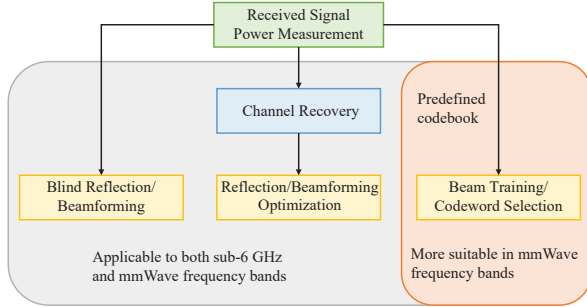 Received Signal
Power Measurement
Predefined
codebook
Channel Recovery
Blind Reflection/
Beamforming
Reflection/Beamforming
Optimization
Beam Training/
Codeword Selection
Applicable to both sub-6 GHz
and mmWave frequency bands
More suitable in mmWave
frequency bands